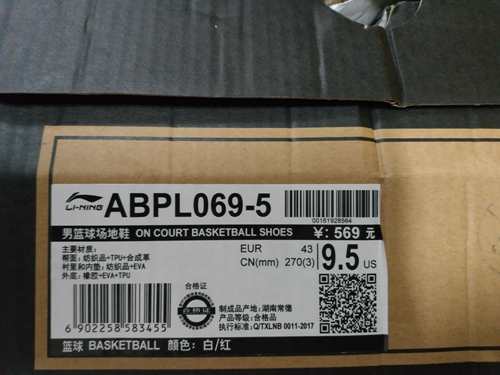 LI-NING
ABPL069-5
00161928564
男篮球场地鞋 ON COURT BASKETBALL SHOES
¥: 569 元
主要材质:
帮面: 纺织品+TPU+合成革
衬里和内垫: 纺织品+EVA
外底: 橡胶+EVA+TPU
EUR 43
CN(mm) 270(3)
9.5 US
合格证
合格证
制成品产地: 湖南常德
产品等级: 合格品
执行标准: Q/TXLNB 0011-2017
6 902258 583455
篮球 BASKETBALL 颜色: 白/红